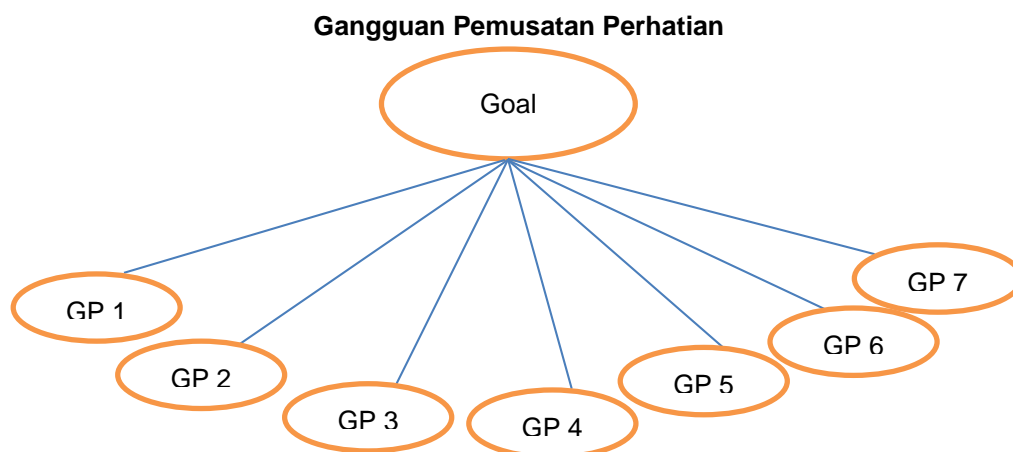 Gangguan Pemusatan Perhatian
Goal
GP 1
GP 2
GP 3
GP 4
GP 5
GP 6
GP 7